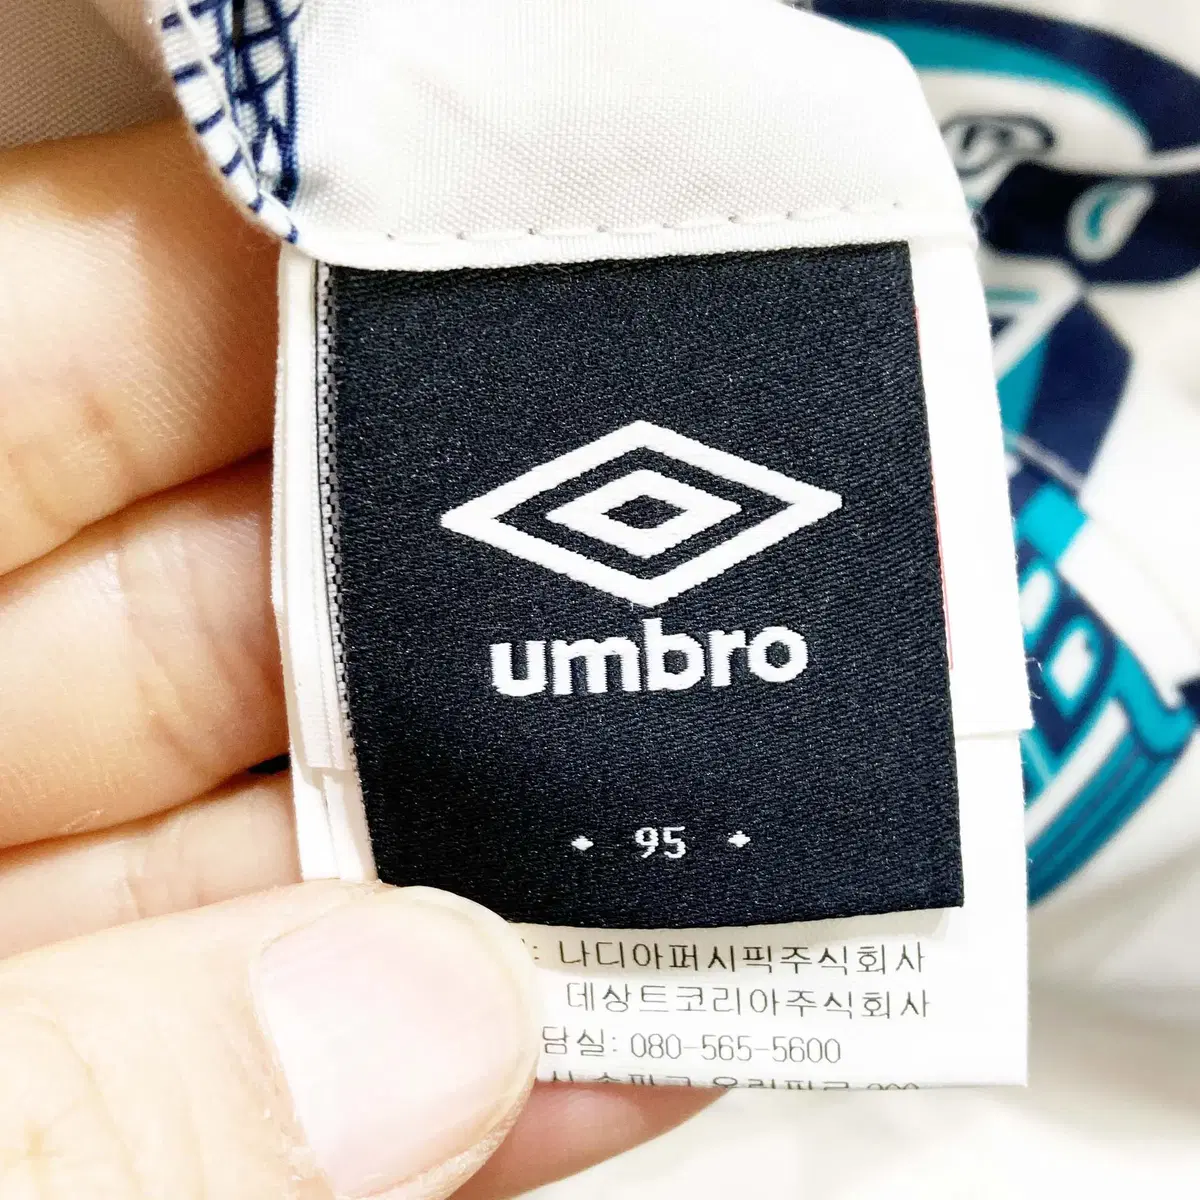 umbro
95
: 나디아퍼시픽주식회사
데상트코리아주식회사
담실: 080-565-5600